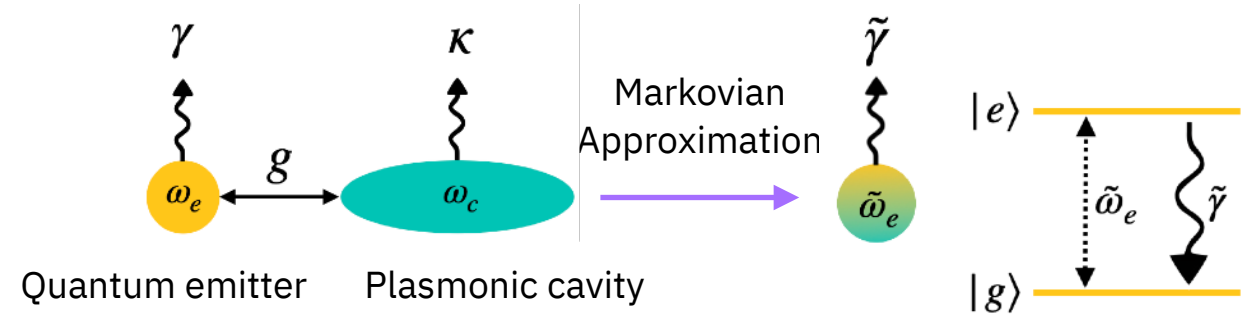 γ
κ
γ̃
Markovian
Approximation
|e⟩
g
ω_e
ω_c
ω̃_e
ω̃_e
γ̃
Quantum emitter
Plasmonic cavity
|g⟩